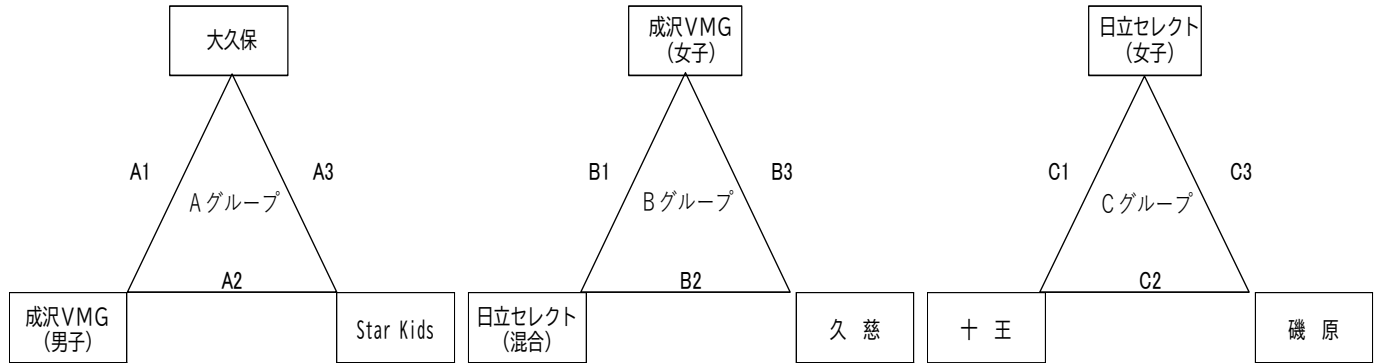 大久保
A1
A3
Aグループ
A2
成沢VMG
(男子)
Star Kids
成沢VMG
(女子)
B1
B3
Bグループ
B2
日立セレクト
(混合)
久 慈
日立セレクト
(女子)
C1
C3
Cグループ
C2
十 王
磯 原